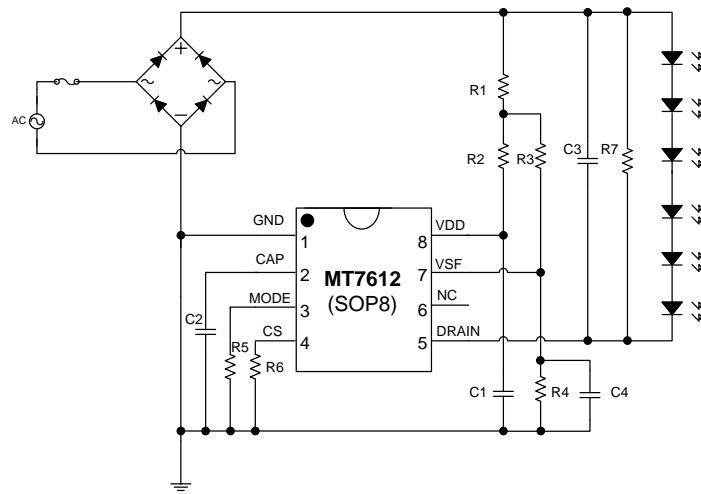 +
AC
−
R1
R2
R3
C3
R7
GND
1
CAP
2
MODE
3
CS
4
MT7612
(SOP8)
VDD
8
VSF
7
NC
6
DRAIN
5
C2
R5
R6
C1
R4
C4